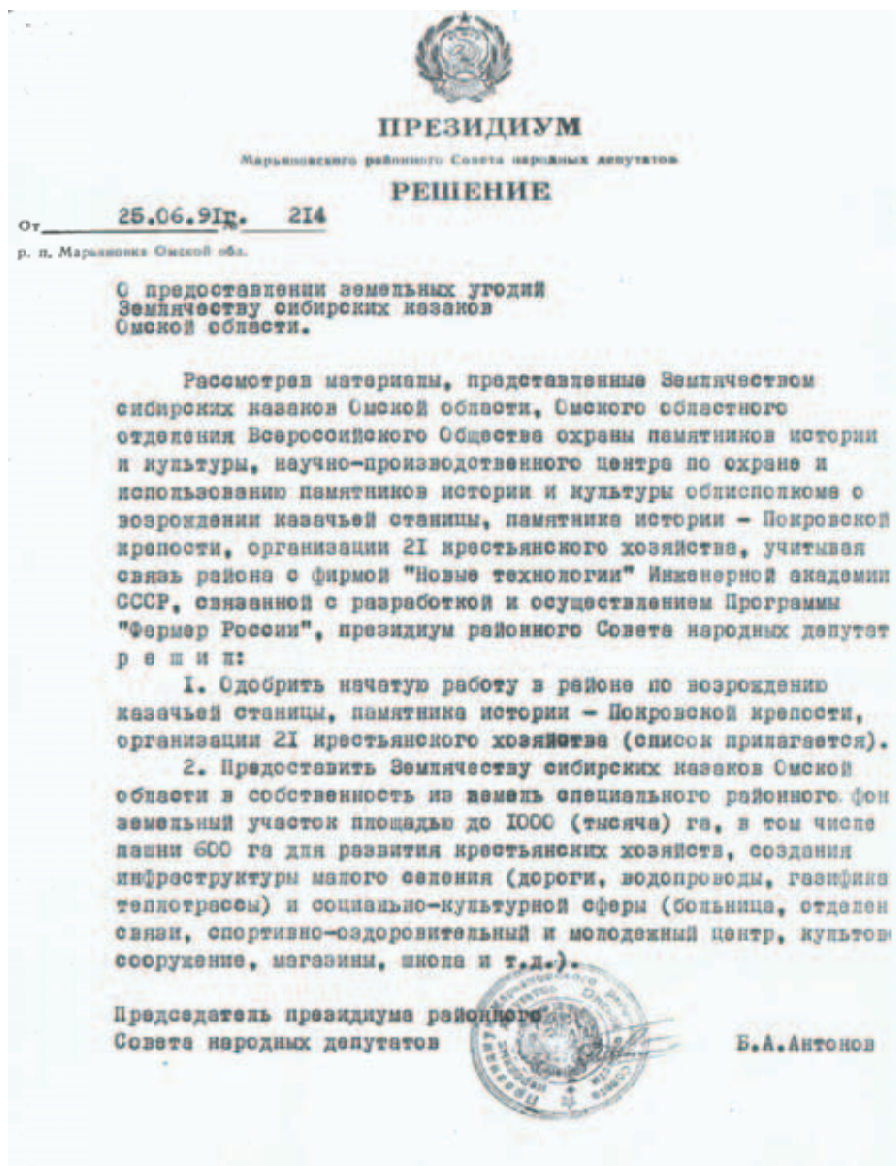 ПРЕЗИДИУМ
Марьяновского районного Совета народных депутатов
РЕШЕНИЕ
От 25.06.91г. № 214
р. п. Марьяновка Омской обл.
О предоставлении земельных угодий
Землячеству сибирских казаков
Омской области.
Рассмотрев материалы, представленные Землячеством
сибирских казаков Омской области, Омского областного
отделения Всероссийского Общества охраны памятников истории
и культуры, научно-производственного центра по охране и
использованию памятников истории и культуры облисполкома о
возрождении казачьей станицы, памятника истории – Покровской
крепости, организации 21 крестьянского хозяйства, учитывая
связь района с фирмой "Новые технологии" Инженерной академии
СССР, связанной с разработкой и осуществлением Программы
"Фермер России", президиум районного Совета народных депутат
р е ш и л:
1. Одобрить начатую работу в районе по возрождению
казачьей станицы, памятника истории – Покровской крепости,
организации 21 крестьянского хозяйства (список прилагается).
2. Предоставить Землячеству сибирских казаков Омской
области в собственность из земель специального районного фон
земельный участок площадью до 1000 (тысяча) га, в том числе
пашни 600 га для развития крестьянских хозяйств, создания
инфраструктуры малого селения (дороги, водопроводы, газифика
теплотрассы) и социально-культурной сферы (больница, отделен
связи, спортивно-оздоровительный и молодежный центр, культов
сооружение, магазины, школа и т.д.).
Председатель президиума районного
Совета народных депутатов Б.А.Антонов